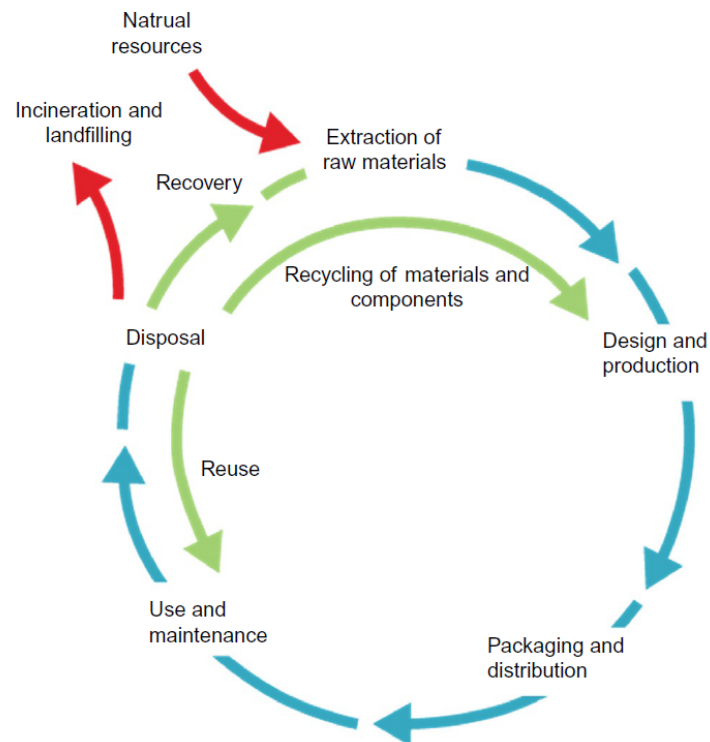 Natrual
resources
Incineration and
landfilling
Extraction of
raw materials
Recovery
Recycling of materials and
components
Disposal
Design and
production
Reuse
Use and
maintenance
Packaging and
distribution